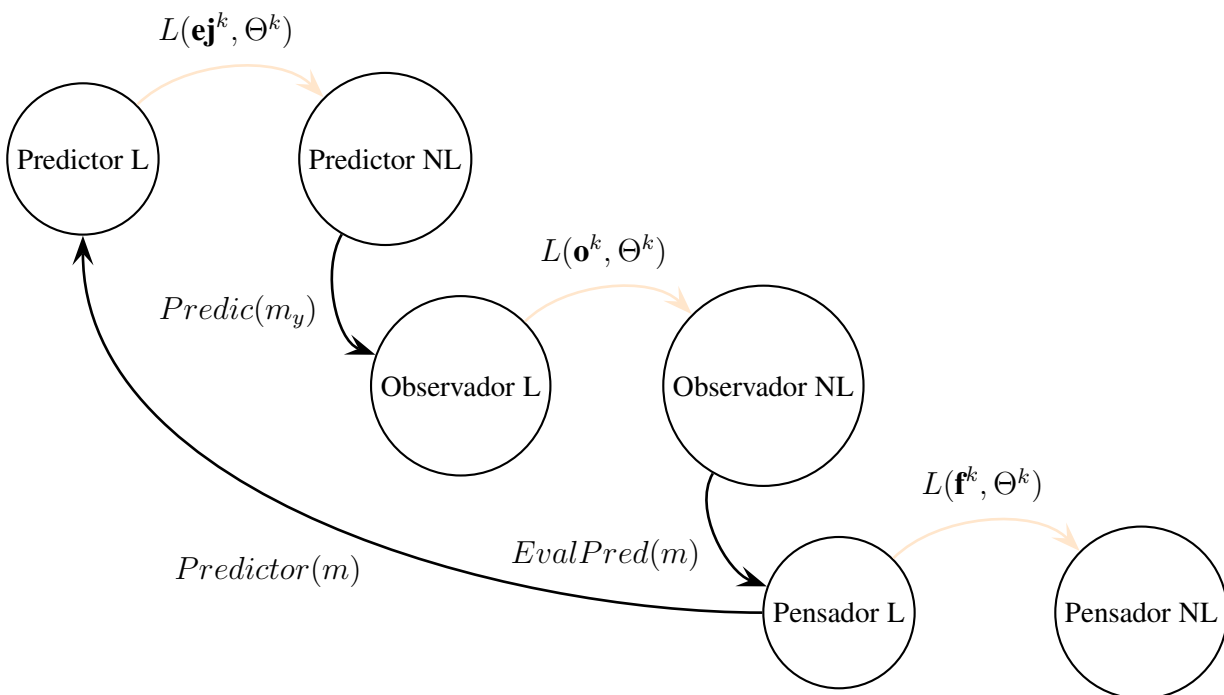 L(ej^k, Θ^k)
Predictor L
Predictor NL
L(o^k, Θ^k)
Predic(m_y)
Observador L
Observador NL
L(f^k, Θ^k)
Predictor(m)
EvalPred(m)
Pensador L
Pensador NL